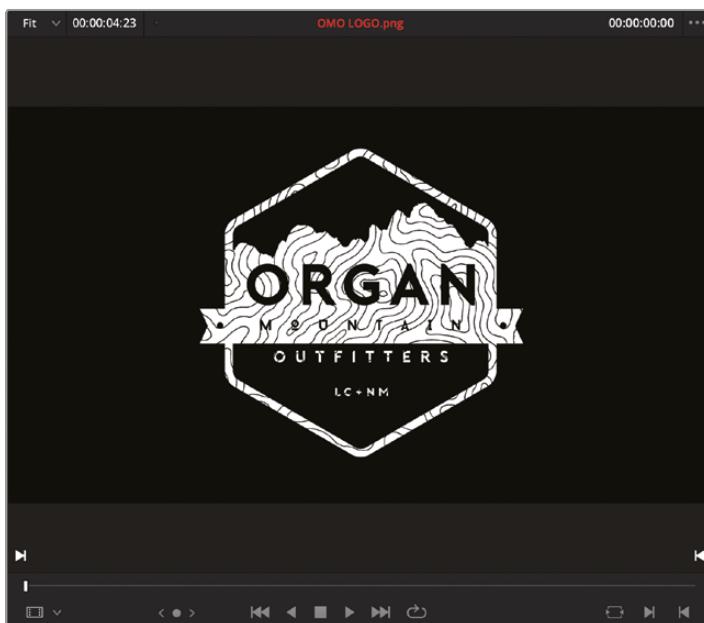 Fit 00:00:04:23 OMO LOGO.png 00:00:00:00
ORGAN
MOUNTAIN
OUTFITTERS
LC+NM